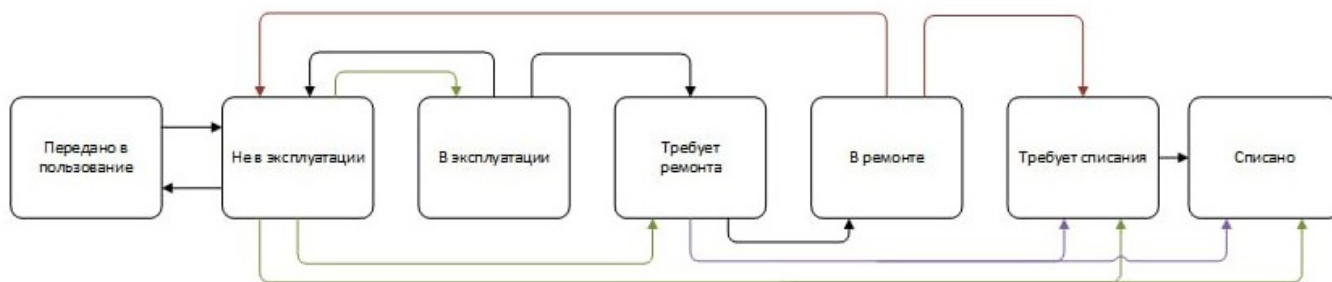 Передано в
пользование
Не в эксплуатации
В эксплуатации
Требует
ремонта
В ремонте
Требует списания
Списано